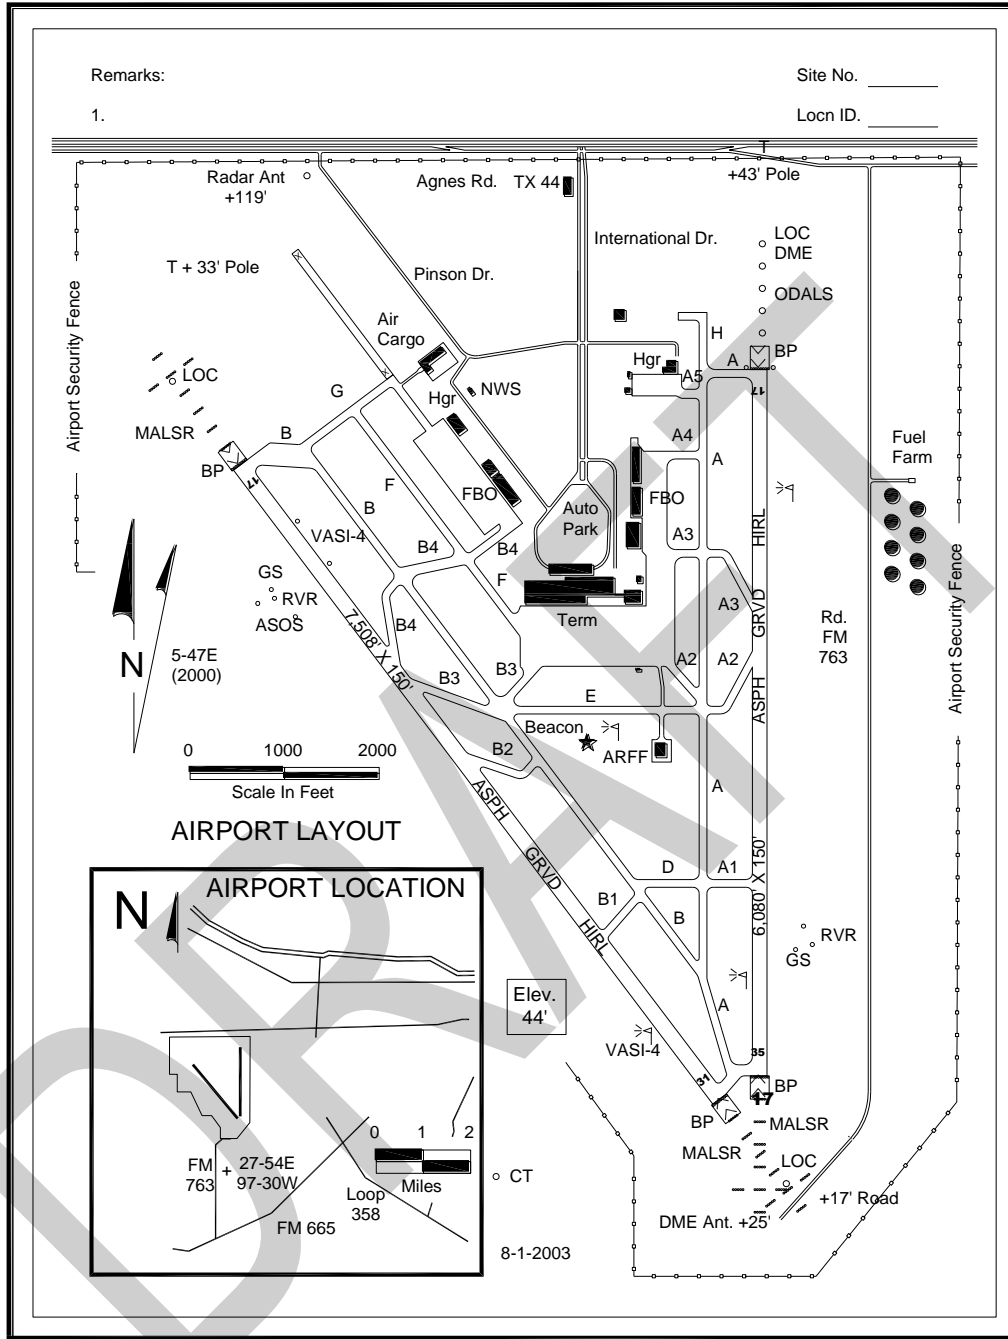 Remarks:
Site No.
1.
Locn ID.
T
Radar Ant
+119'
Agnes Rd.
TX 44
+43' Pole
International Dr.
LOC
DME
T + 33' Pole
Pinson Dr.
ODALS
Airport Security Fence
Air
Cargo
H
BP
A
Hgr
A5
LOC
G
NWS
17
Hgr
MALSR
B
A4
A
Fuel
Farm
BP
17
F
FBO
FBO
B
Auto
Park
HIRL
VASI-4
A3
B4
B4
F
GS
RVR
ASOS
Term
A3
GRVD
Rd.
FM
763
Airport Security Fence
B4
7,508' X 150'
N
5-47E
(2000)
B3
B3
A2
A2
E
ASPH
Beacon
ARFF
0 1000 2000
Scale In Feet
B2
ASPH
A
AIRPORT LAYOUT
GRVD
D
A1
6,080' X 150'
B1
B
HIRL
RVR
GS
Elev.
44'
A
VASI-4
35
31
BP
17
BP
MALSR
MALSR
LOC
+17' Road
DME Ant. +25'
CT
8-1-2003
AIRPORT LOCATION
N
0 1 2
Miles
FM
763
+
27-54E
97-30W
Loop
358
FM 665
DRAFT